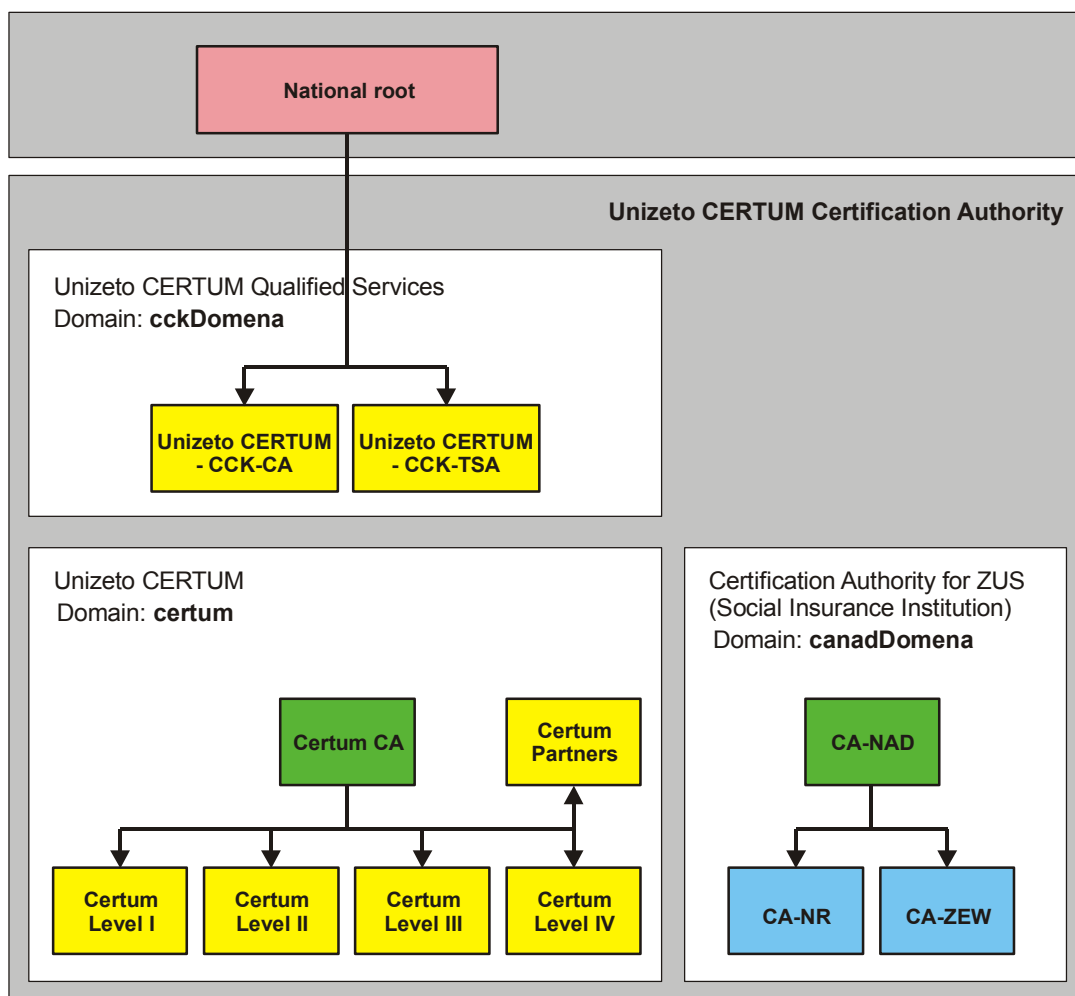 National root
Unizeto CERTUM Certification Authority
Unizeto CERTUM Qualified Services
Domain: cckDomena
Unizeto CERTUM
- CCK-CA
Unizeto CERTUM
- CCK-TSA
Unizeto CERTUM
Domain: certum
Certum CA
Certum
Partners
Certum
Level I
Certum
Level II
Certum
Level III
Certum
Level IV
Certification Authority for ZUS
(Social Insurance Institution)
Domain: canadDomena
CA-NAD
CA-NR
CA-ZEW